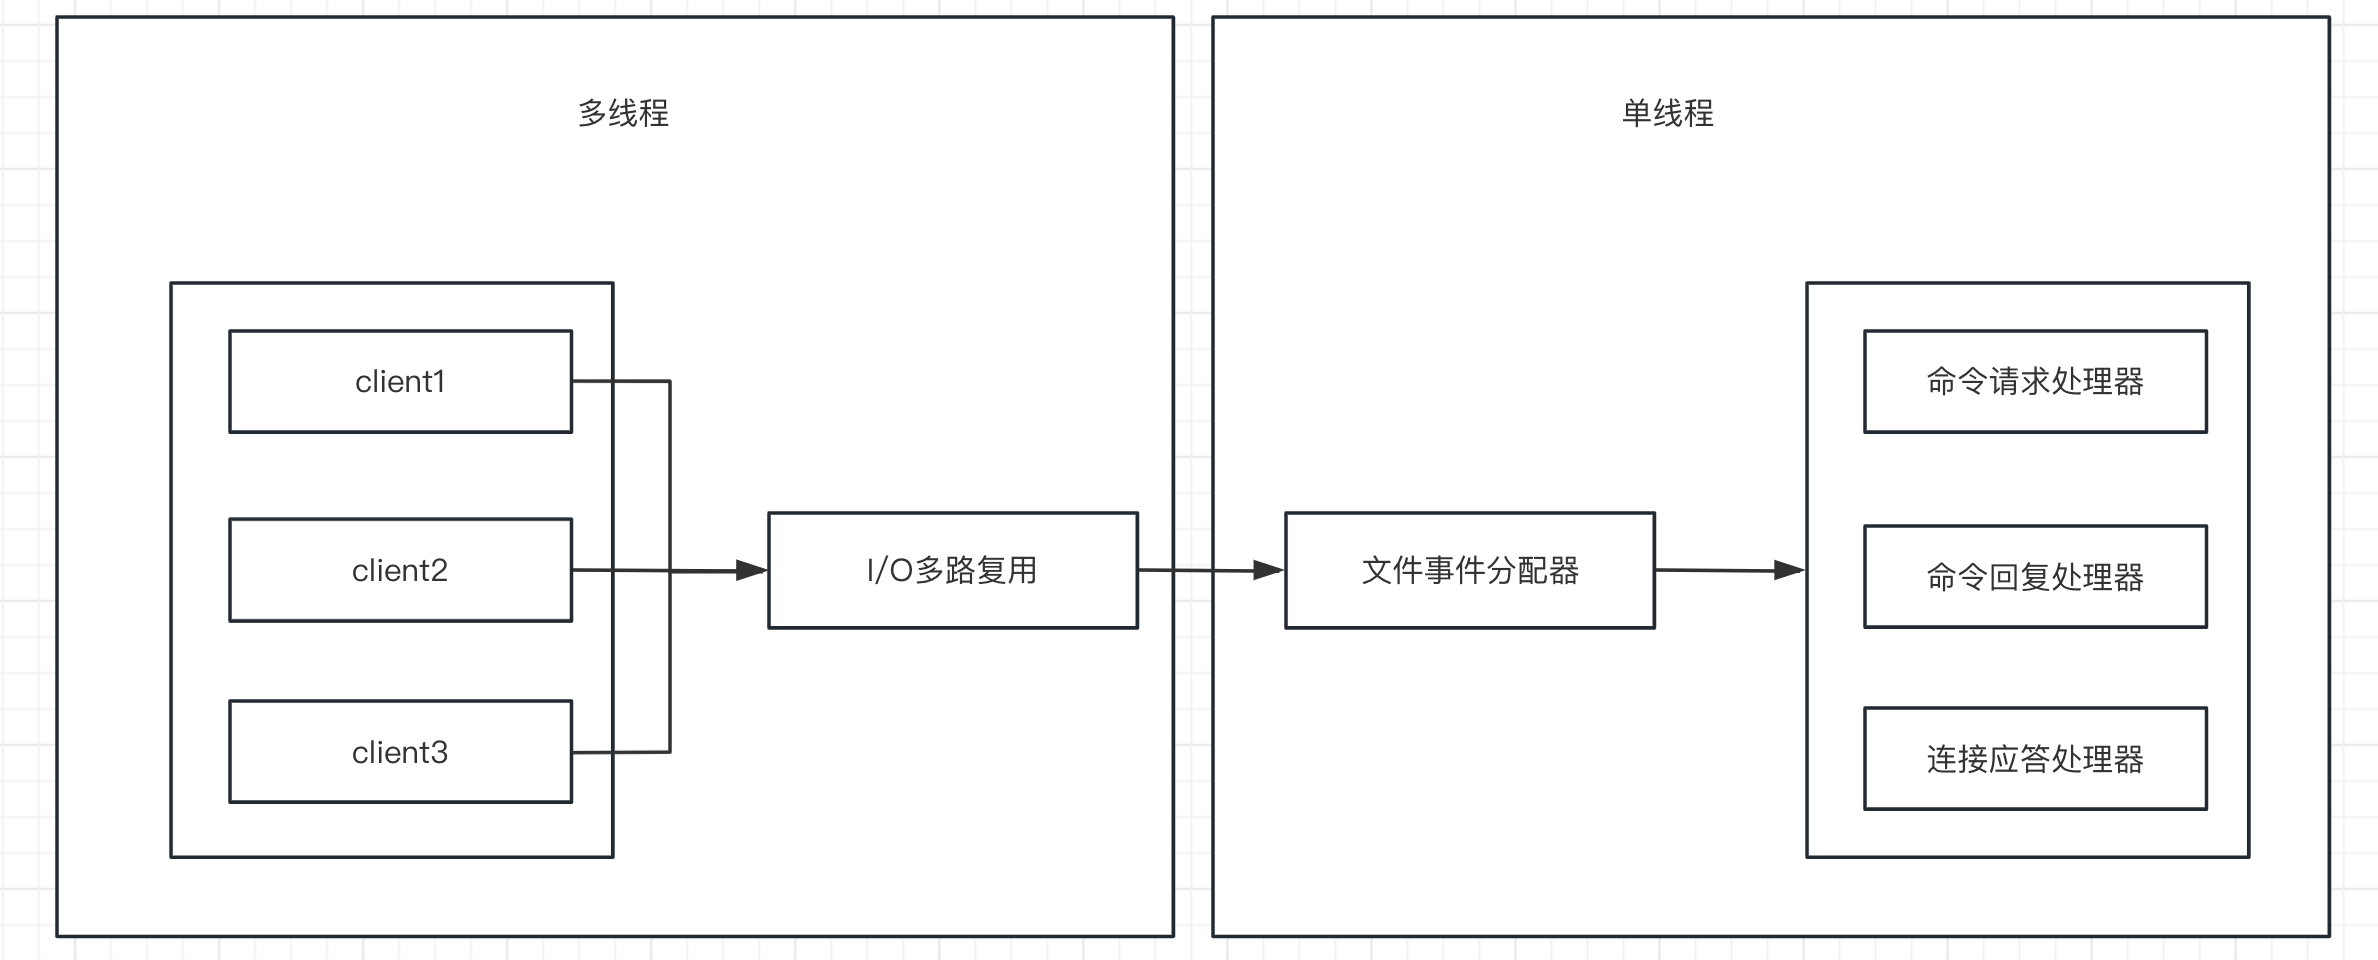 多线程
client1
client2
client3
I/O多路复用
单线程
文件事件分配器
命令请求处理器
命令回复处理器
连接应答处理器